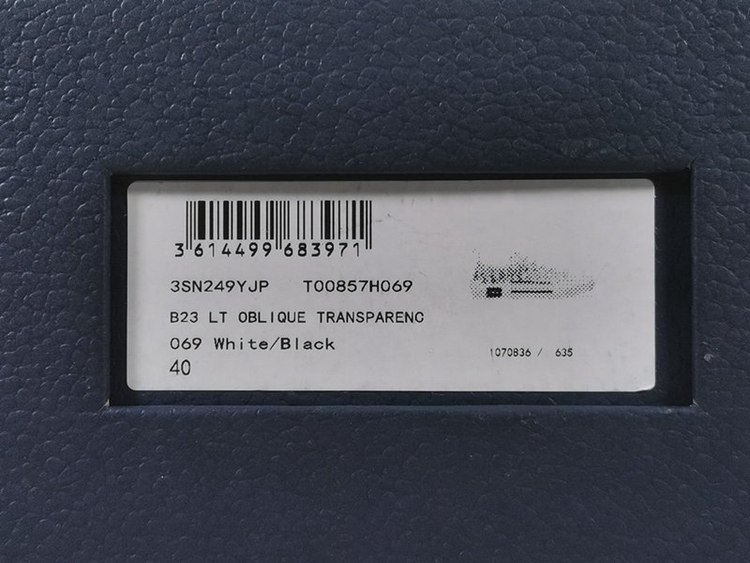 3 614499 683971
3SN249YJP T00857H069
B23 LT OBLIQUE TRANSPARENC
069 White/Black
40
1070836 / 635